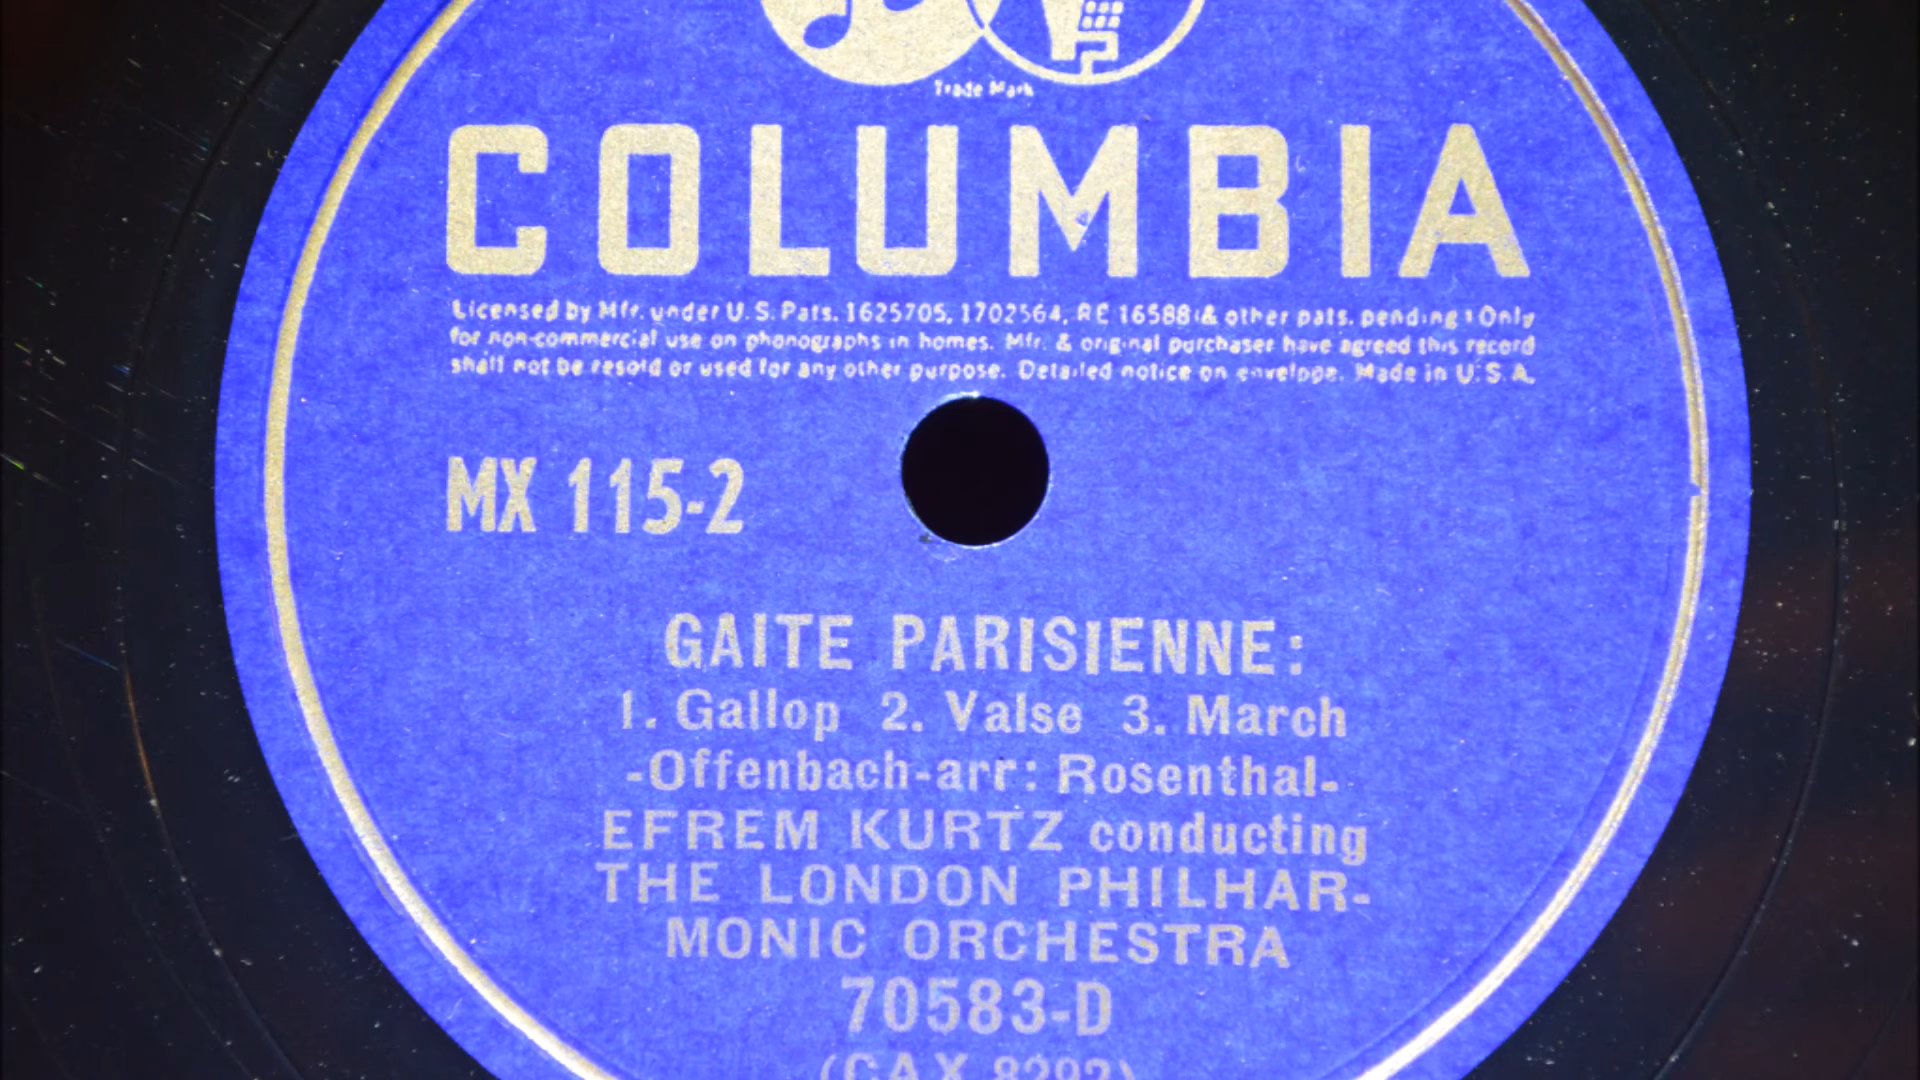 Trade Mark
COLUMBIA
Licensed by Mfr. under U.S. Pats. 1625705, 1702564, RE 16588 & other pats. pending. Only
for non-commercial use on phonographs in homes. Mfr. & original purchaser have agreed this record
shall not be resold or used for any other purpose. Detailed notice on envelope. Made in U.S.A.
MX 115-2
GAITE PARISIENNE:
1. Gallop 2. Valse 3. March
-Offenbach-arr: Rosenthal-
EFREM KURTZ conducting
THE LONDON PHILHAR-
MONIC ORCHESTRA
70583-D
(CAX 8292)